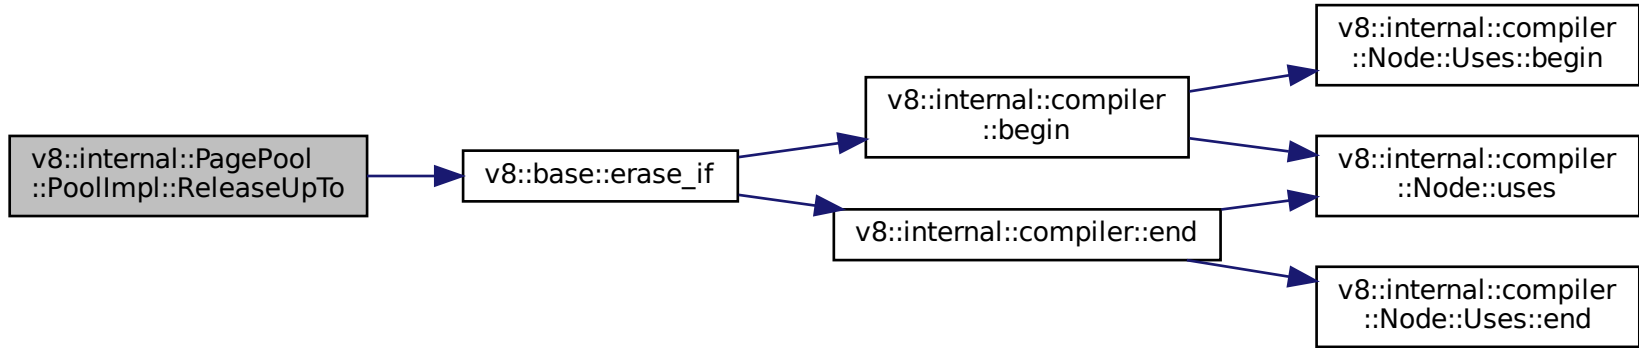 v8::internal::PagePool
::PoolImpl::ReleaseUpTo
v8::base::erase_if
v8::internal::compiler
::begin
v8::internal::compiler::end
v8::internal::compiler
::Node::Uses::begin
v8::internal::compiler
::Node::uses
v8::internal::compiler
::Node::Uses::end